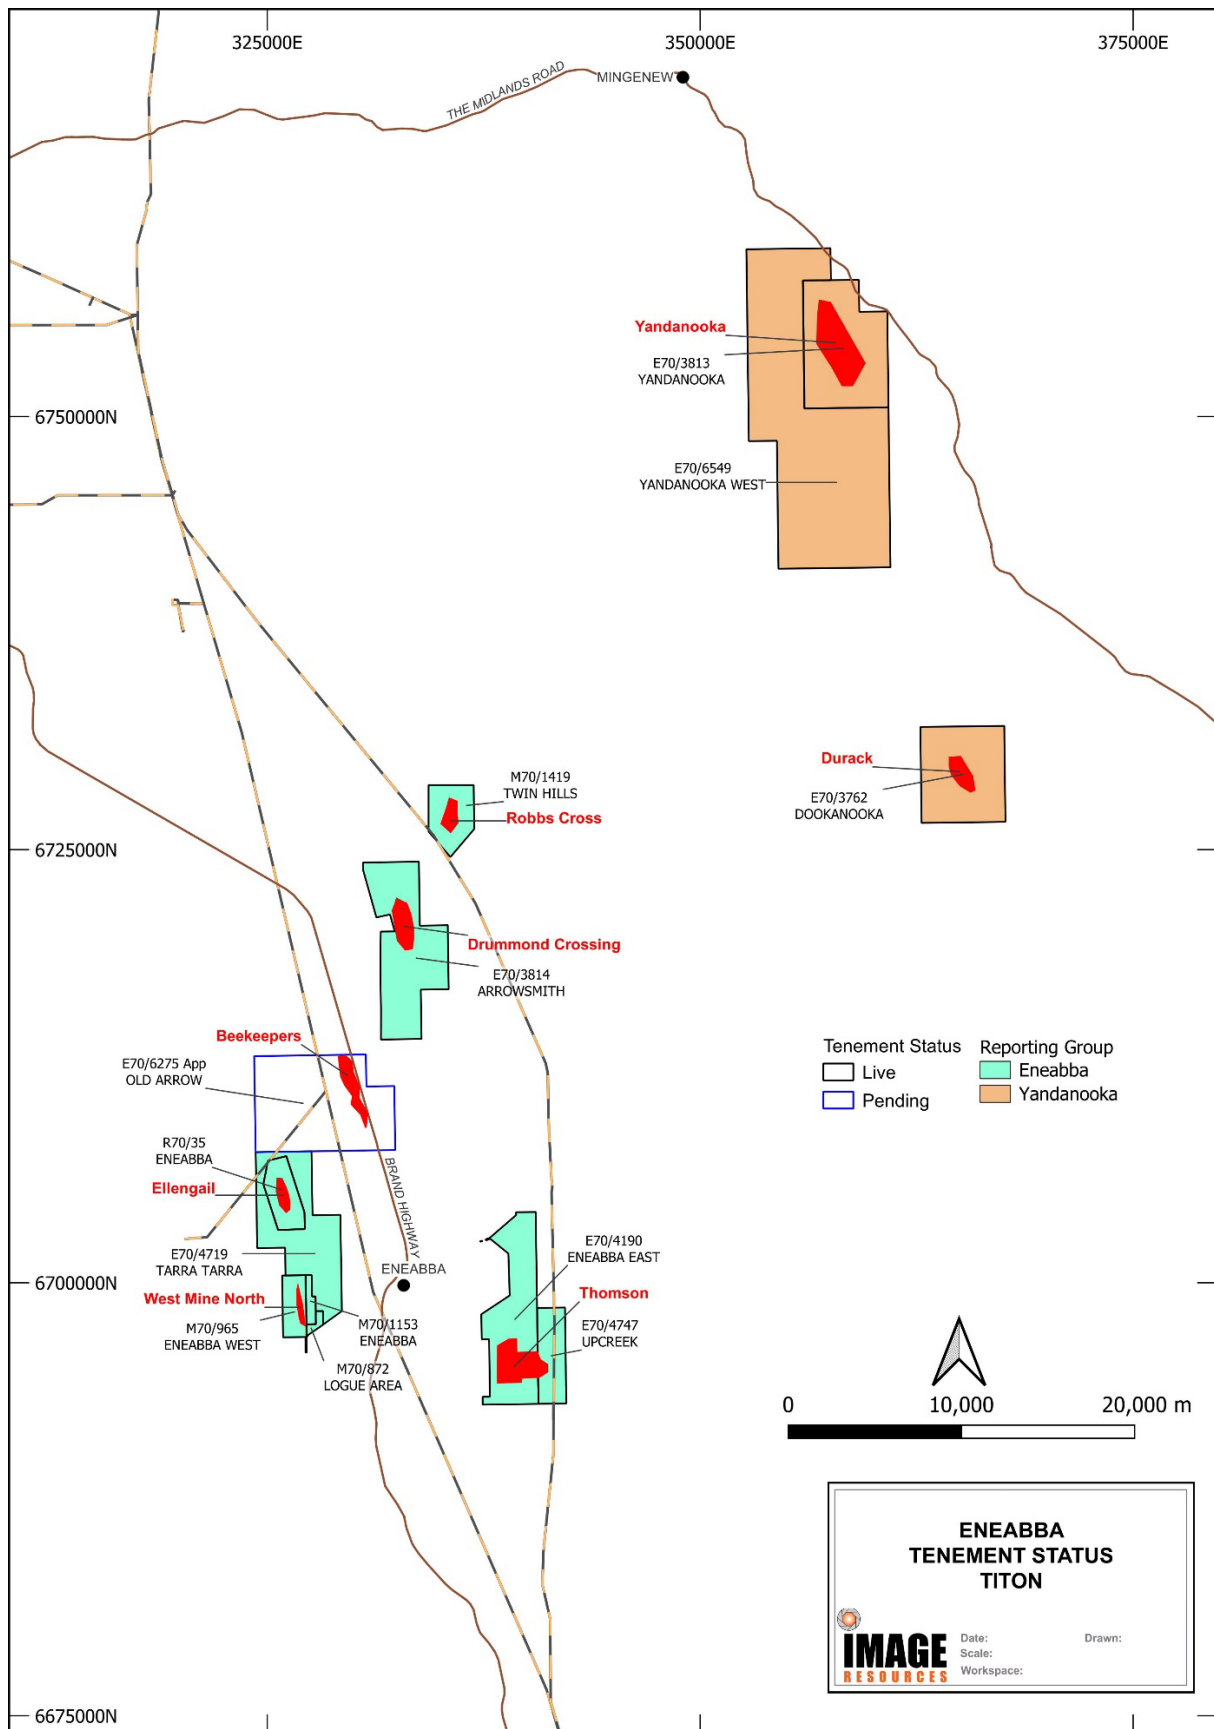 325000E
350000E
375000E
THE MIDLANDS ROAD
MINGENEW
Yandanooka
E70/3813
YANDANOOKA
6750000N
E70/6549
YANDANOOKA WEST
Durack
E70/3762
DOOKANOOKA
M70/1419
TWIN HILLS
Robbs Cross
6725000N
Drummond Crossing
E70/3814
ARROWSMITH
Beekeepers
E70/6275 App
OLD ARROW
Tenement Status
Live
Pending
Reporting Group
Eneabba
Yandanooka
R70/35
ENEABBA
Ellengail
BRAND HIGHWAY
E70/4719
TARRA TARRA
ENEABBA
E70/4190
ENEABBA EAST
6700000N
West Mine North
Thomson
M70/965
ENEABBA WEST
M70/1153
ENEABBA
E70/4747
UPCREEK
M70/872
LOGUE AREA
0
10,000
20,000 m
ENEABBA
TENEMENT STATUS
TITON
IMAGE
RESOURCES
Date:
Drawn:
Scale:
Workspace:
6675000N